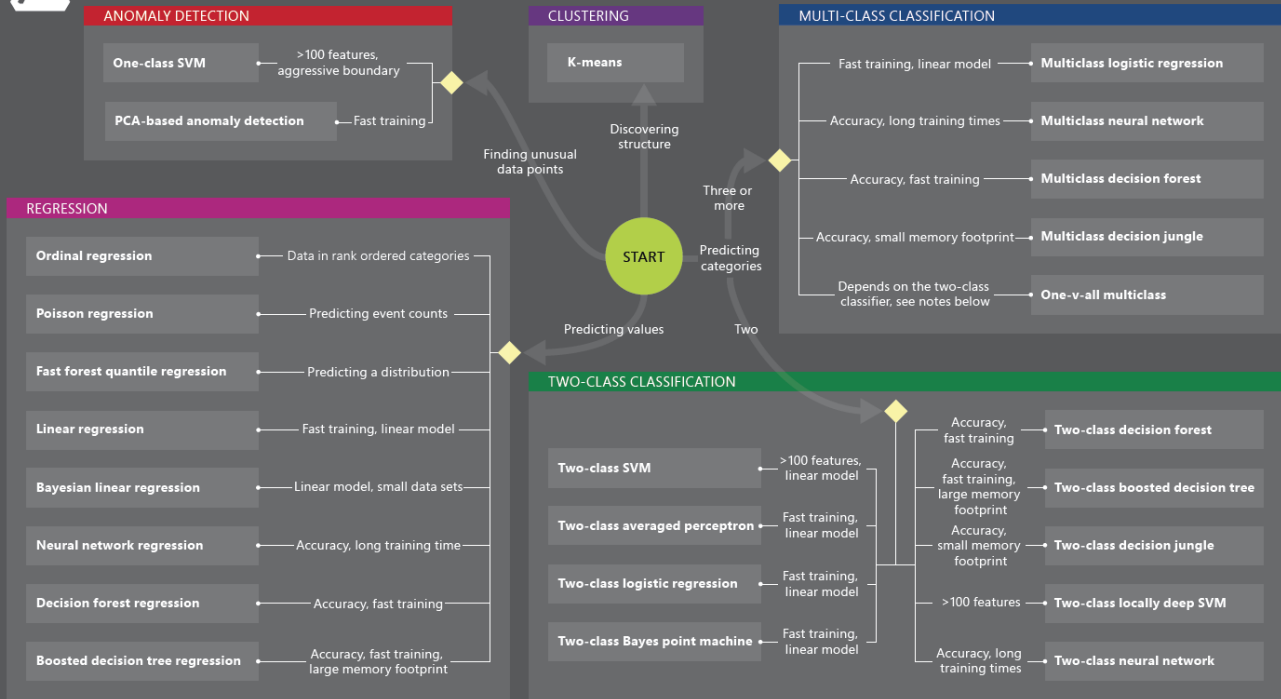 ANOMALY DETECTION
One-class SVM
>100 features,
aggressive boundary
PCA-based anomaly detection
Fast training
CLUSTERING
K-means
MULTI-CLASS CLASSIFICATION
Fast training, linear model
Multiclass logistic regression
Accuracy, long training times
Multiclass neural network
Accuracy, fast training
Multiclass decision forest
Accuracy, small memory footprint
Multiclass decision jungle
Depends on the two-class
classifier, see notes below
One-v-all multiclass
Finding unusual
data points
Discovering
structure
Three or
more
START
Predicting
categories
Predicting values
Two
REGRESSION
Ordinal regression
Data in rank ordered categories
Poisson regression
Predicting event counts
Fast forest quantile regression
Predicting a distribution
Linear regression
Fast training, linear model
Bayesian linear regression
Linear model, small data sets
Neural network regression
Accuracy, long training time
Decision forest regression
Accuracy, fast training
Boosted decision tree regression
Accuracy, fast training,
large memory footprint
TWO-CLASS CLASSIFICATION
Two-class SVM
>100 features,
linear model
Two-class averaged perceptron
Fast training,
linear model
Two-class logistic regression
Fast training,
linear model
Two-class Bayes point machine
Fast training,
linear model
Accuracy,
fast training
Two-class decision forest
Accuracy,
fast training,
large memory
footprint
Two-class boosted decision tree
Accuracy,
small memory
footprint
Two-class decision jungle
>100 features
Two-class locally deep SVM
Accuracy, long
training times
Two-class neural network